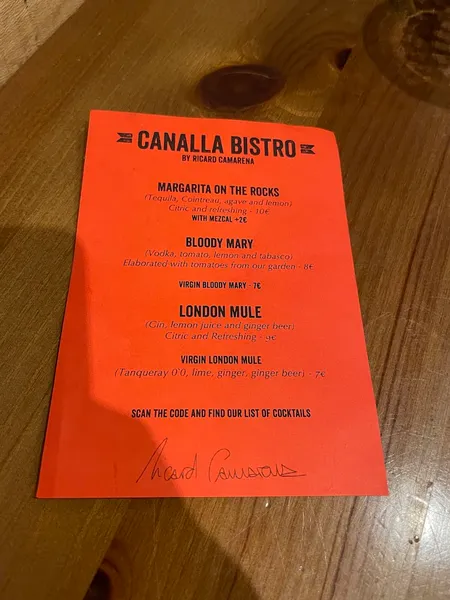 CANALLA BISTRO
BY RICARD CAMARENA
MARGARITA ON THE ROCKS
(Tequila, Cointreau, agave and lemon)
Citric and refreshing - 10€
WITH MEZCAL +2€
BLOODY MARY
(Vodka, tomato, lemon and tabasco)
Elaborated with tomatoes from our garden - 8€
VIRGIN BLOODY MARY - 7€
LONDON MULE
(Gin, lemon juice and ginger beer)
Citric and Refreshing - 9€
VIRGIN LONDON MULE
(Tanqueray 0'0, lime, ginger, ginger beer) - 7€
SCAN THE CODE AND FIND OUR LIST OF COCKTAILS
Ricard Camarena